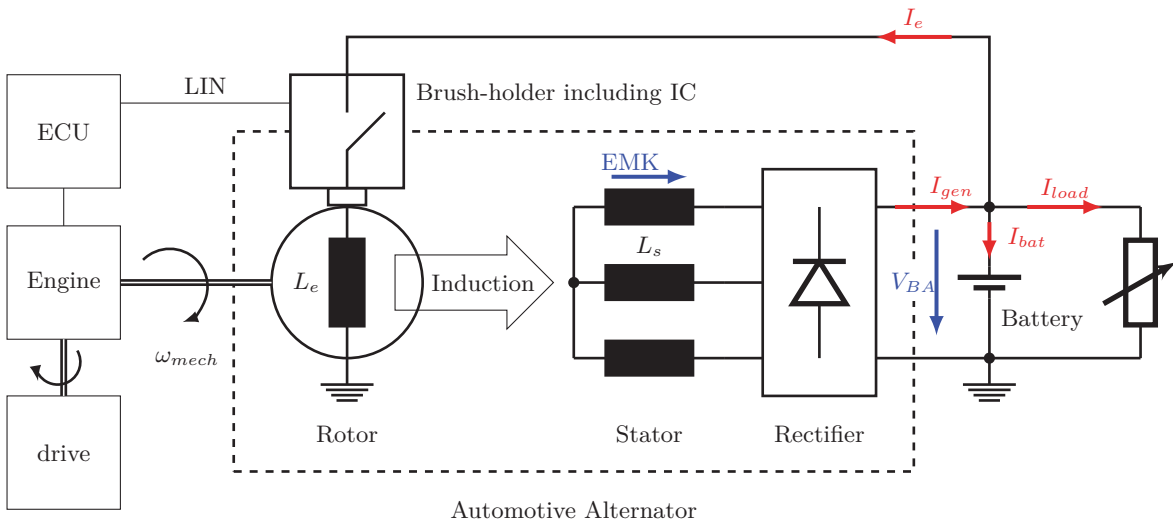 I_e
LIN
Brush-holder including IC
ECU
EMK
I_gen
I_load
I_bat
L_s
Engine
L_e
Induction
V_BA
Battery
ω_mech
drive
Rotor
Stator
Rectifier
Automotive Alternator